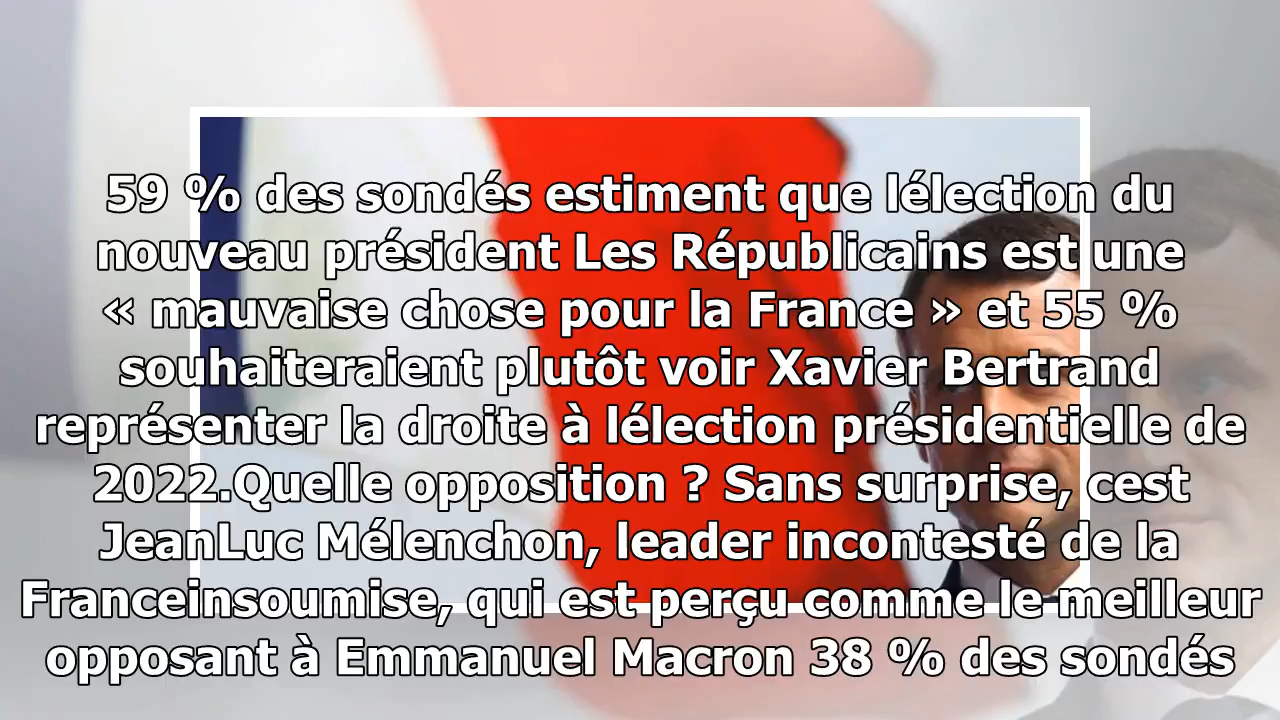 59 % des sondés estiment que lélection du
nouveau président Les Républicains est une
« mauvaise chose pour la France » et 55 %
souhaiteraient plutôt voir Xavier Bertrand
représenter la droite à lélection présidentielle de
2022.Quelle opposition ? Sans surprise, cest
JeanLuc Mélenchon, leader incontesté de la
Franceinsoumise, qui est perçu comme le meilleur
opposant à Emmanuel Macron 38 % des sondés